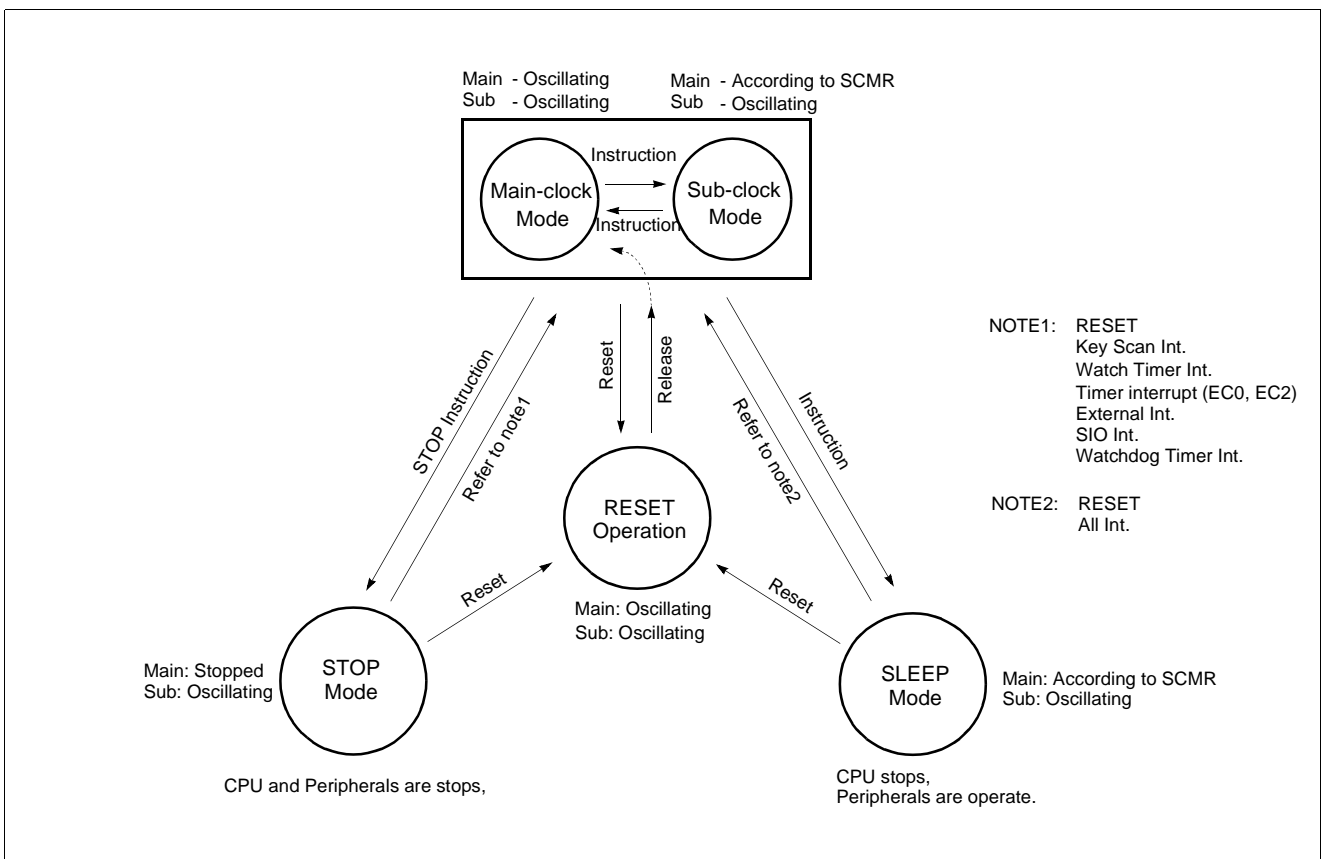 Main - Oscillating
Sub - Oscillating
Main - According to SCMR
Sub - Oscillating
Main-clock
Mode
Instruction
Instruction
Sub-clock
Mode
STOP Instruction
Refer to note1
Reset
Release
Refer to note2
Instruction
NOTE1: RESET
Key Scan Int.
Watch Timer Int.
Timer interrupt (EC0, EC2)
External Int.
SIO Int.
Watchdog Timer Int.
NOTE2: RESET
All Int.
RESET
Operation
Main: Oscillating
Sub: Oscillating
Reset
Reset
Main: Stopped
Sub: Oscillating
STOP
Mode
CPU and Peripherals are stops,
SLEEP
Mode
Main: According to SCMR
Sub: Oscillating
CPU stops,
Peripherals are operate.